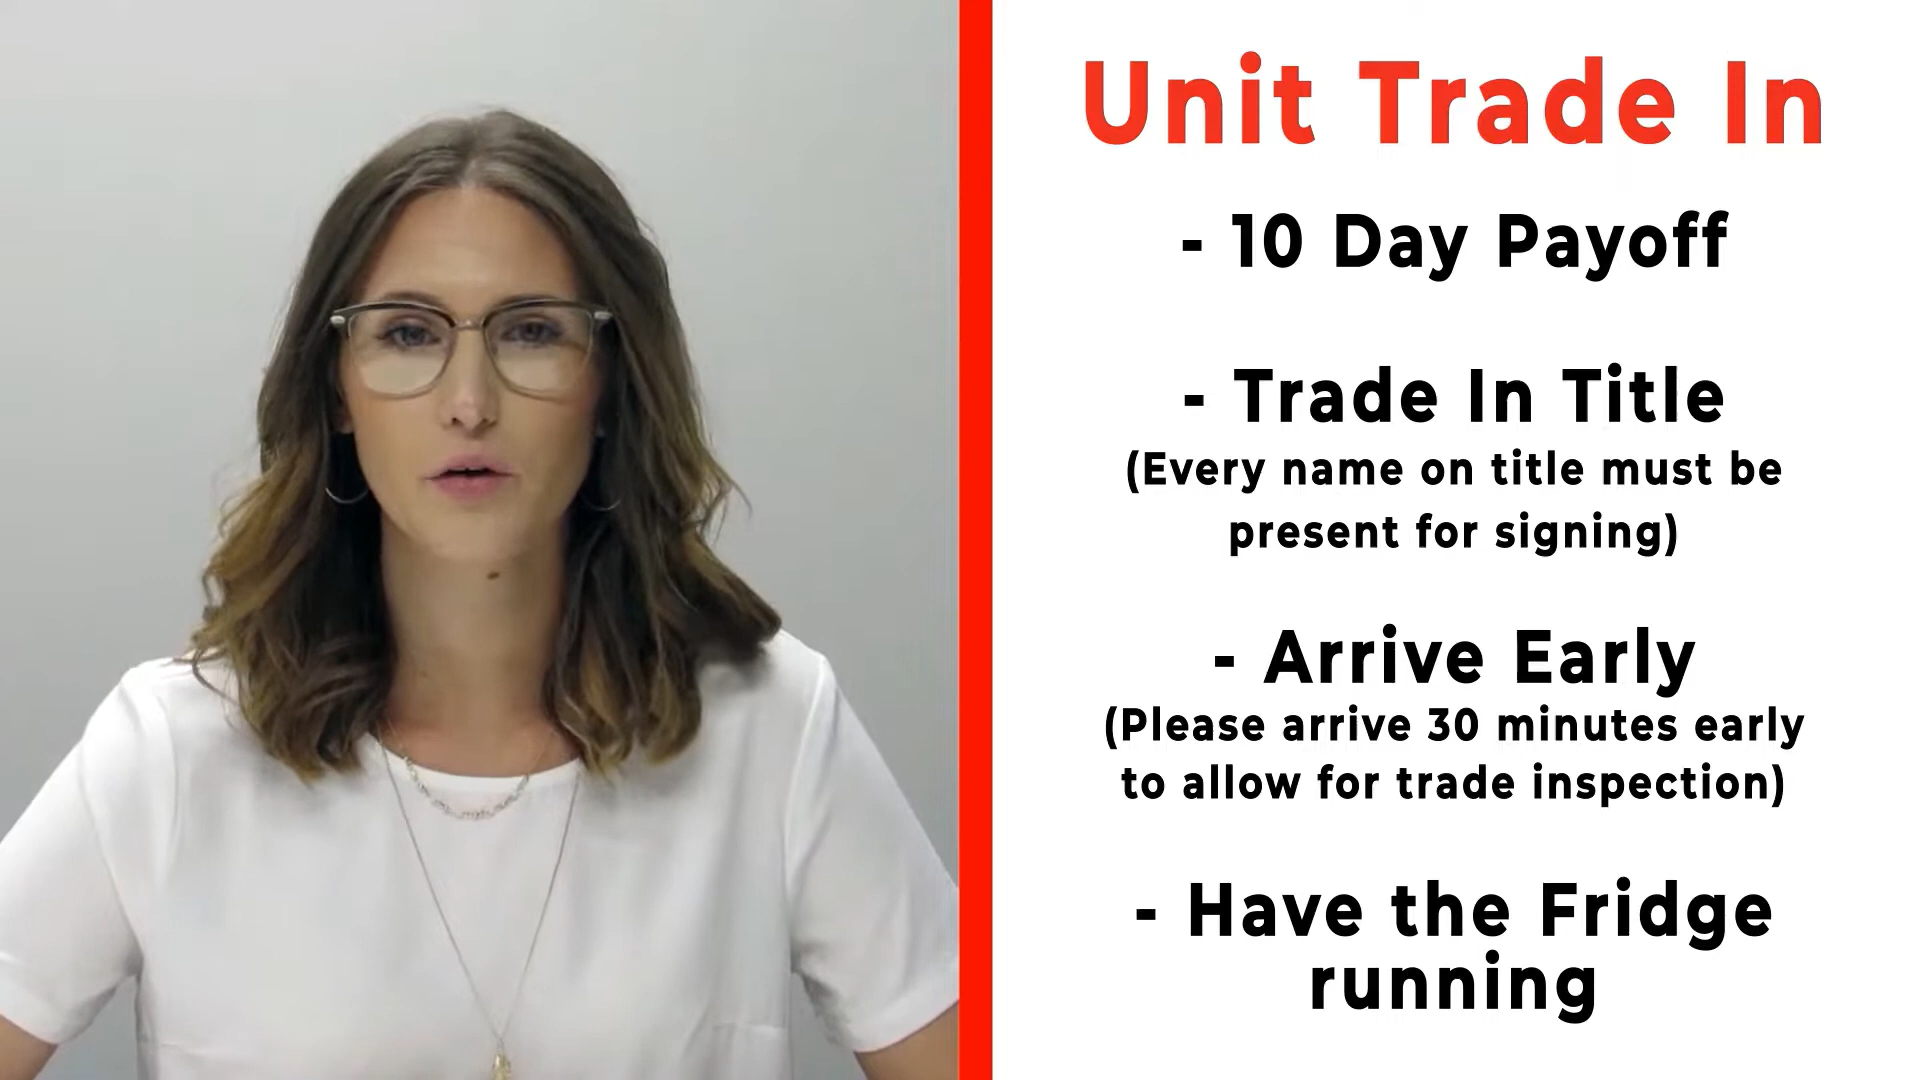 Unit Trade In
- 10 Day Payoff
- Trade In Title
(Every name on title must be
present for signing)
- Arrive Early
(Please arrive 30 minutes early
to allow for trade inspection)
- Have the Fridge
running